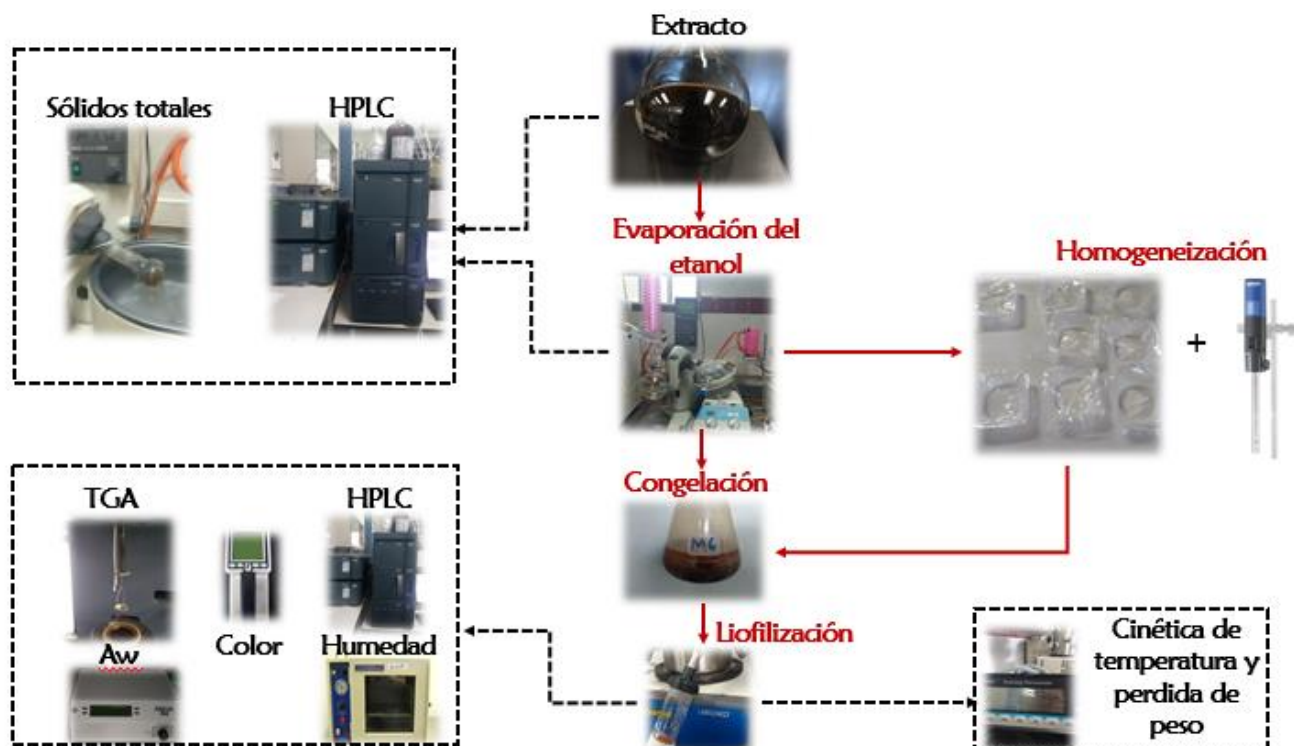 Extracto
Sólidos totales
HPLC
Evaporación del
etanol
Homogeneización
+
Congelación
M6
TGA
HPLC
Aw
Color
Humedad
Liofilización
Cinética de
temperatura y
perdida de
peso